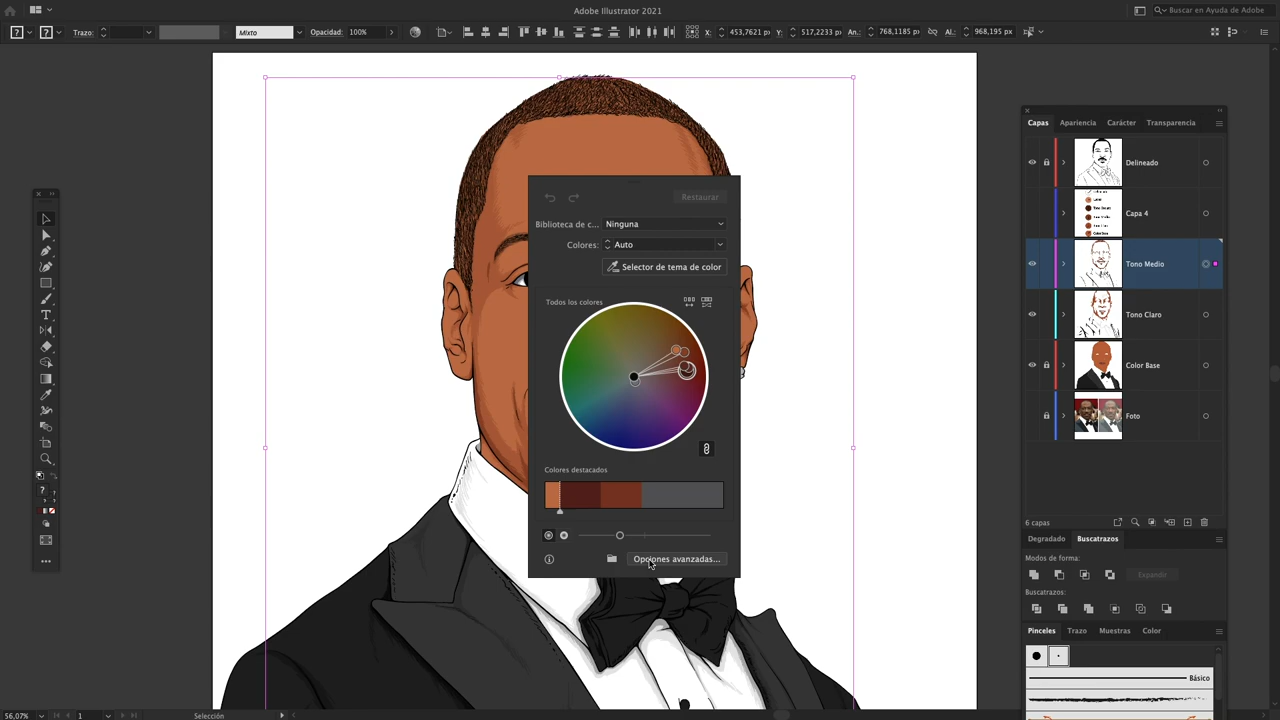 Adobe Illustrator 2021
Buscar en Ayuda de Adobe
Trazo:
Mixto
Opacidad: 100%
X: 453,7621 p
Y: 517,2233 p
An.: 768,1185 p
Al.: 968,195 px
Capas Apariencia Carácter Transparencia
Delineado
Capa 4
Tono Medio
Tono Claro
Color Base
Foto
Restaurar
Biblioteca de c... Ninguna
Colores: Auto
Selector de tema de color
Todos los colores
Colores destacados
Opciones avanzadas...
6 capas
Degradado Buscatrazos
Modos de forma:
Expandir
Buscatrazos:
Pinceles Trazo Muestras Color
Básico
56,07% 1 Selección